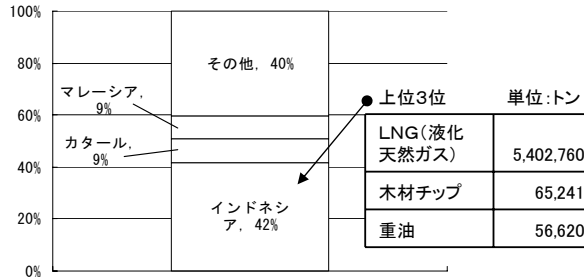 100%
80%
60%
40%
20%
0%
その他, 40%
マレーシア,
9%
カタール,
9%
インドネシ
ア, 42%
上位3位 単位:トン
LNG(液化
天然ガス) 5,402,760
木材チップ 65,241
重油 56,620